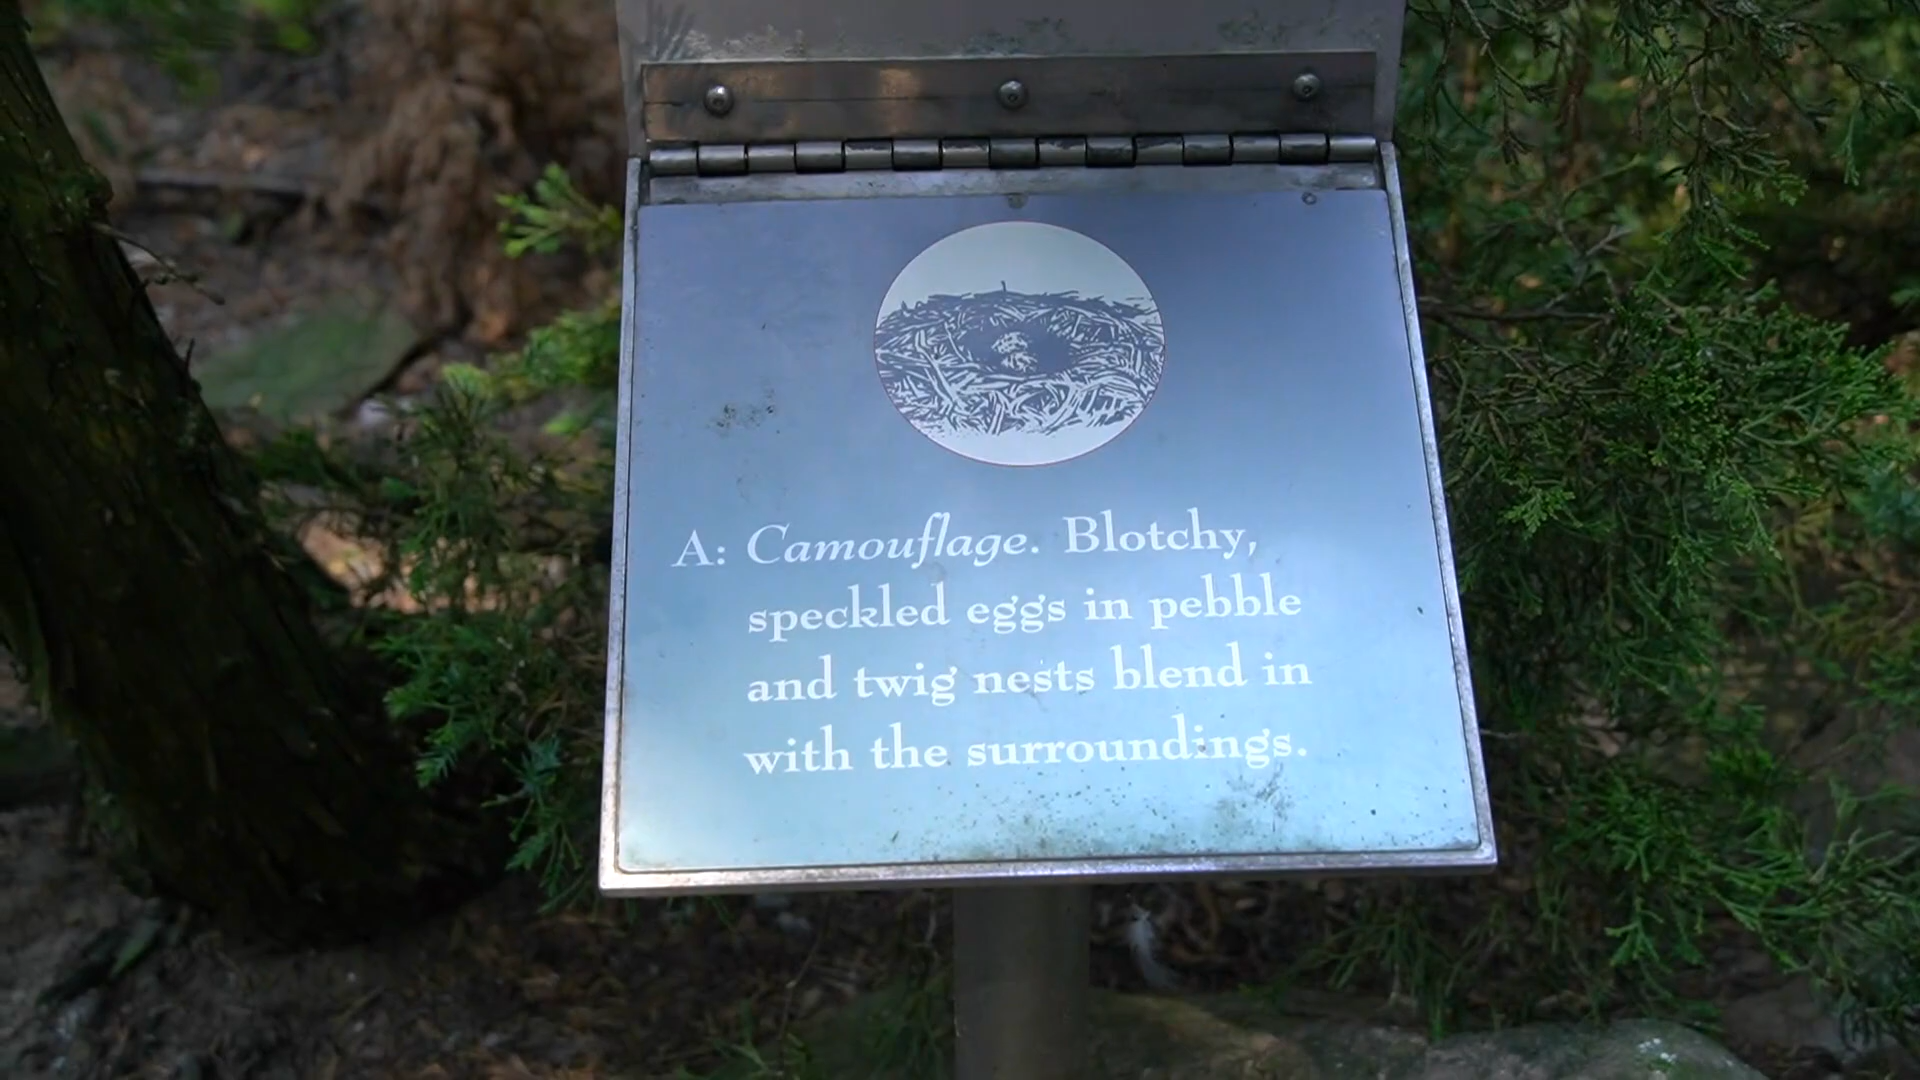 A: Camouflage. Blotchy,
speckled eggs in pebble
and twig nests blend in
with the surroundings.